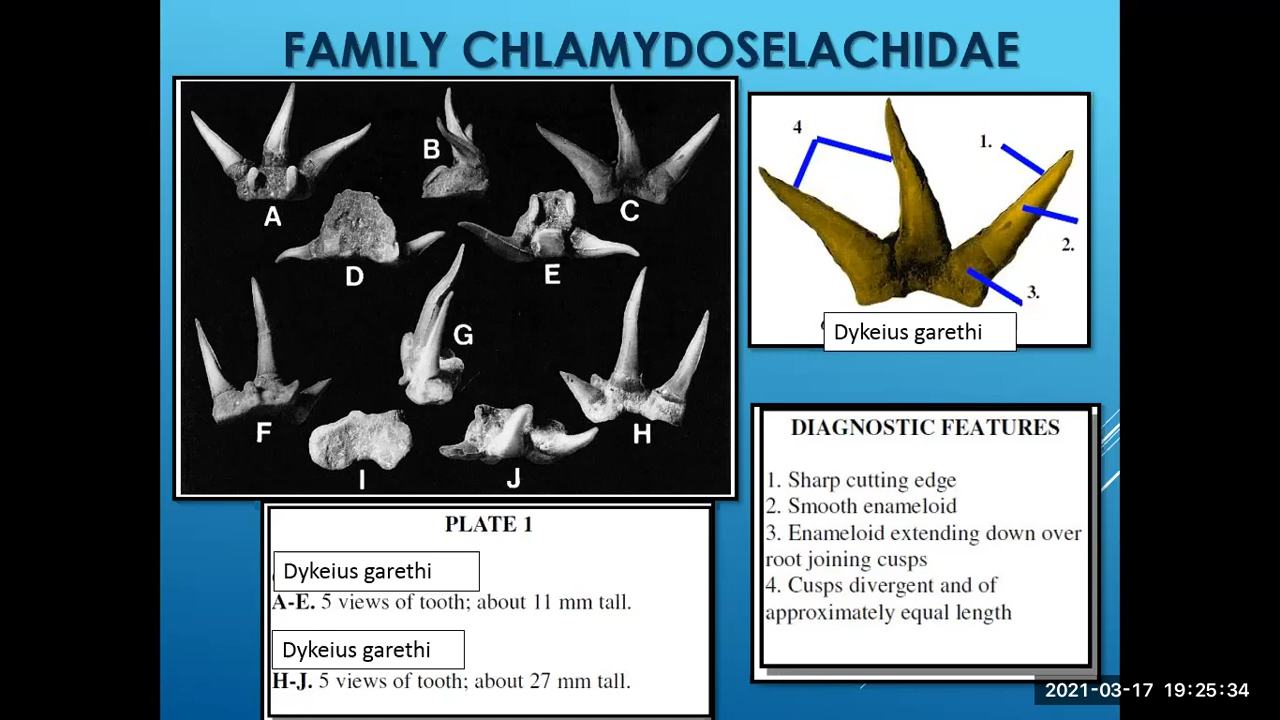 FAMILY CHLAMYDOSELACHIDAE
A
B
C
D
E
F
G
H
I
J
4
1.
2.
3.
Dykeius garethi
PLATE 1
Dykeius garethi
A-E. 5 views of tooth; about 11 mm tall.
Dykeius garethi
H-J. 5 views of tooth; about 27 mm tall.
DIAGNOSTIC FEATURES
1. Sharp cutting edge
2. Smooth enameloid
3. Enameloid extending down over
root joining cusps
4. Cusps divergent and of
approximately equal length
2021-03-17 19:25:34